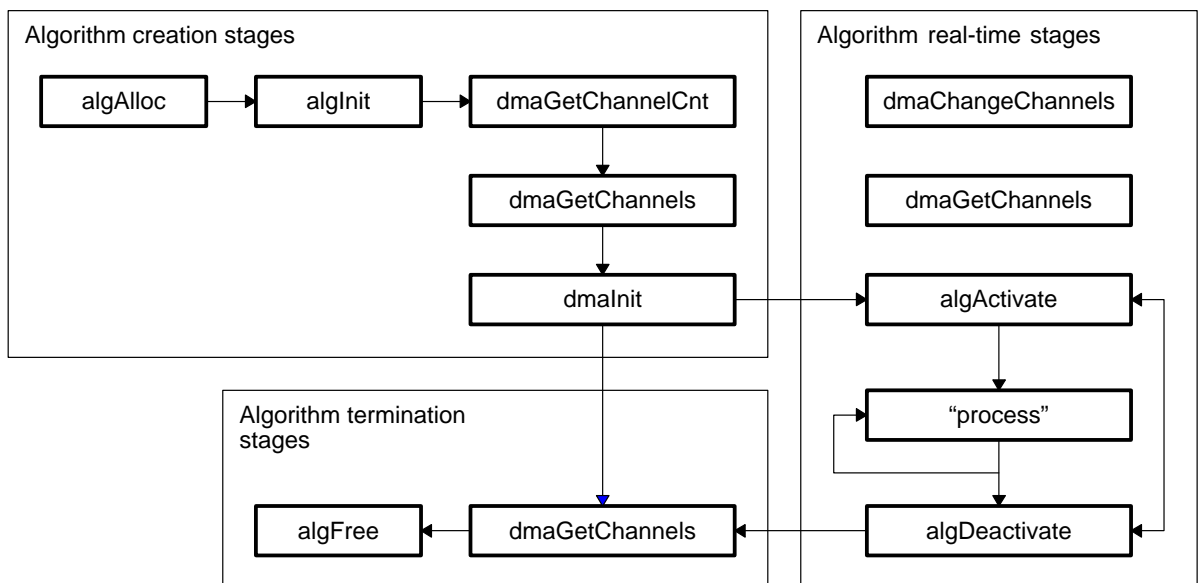 Algorithm creation stages
algAlloc
algInit
dmaGetChannelCnt
dmaGetChannels
dmaInit
Algorithm real-time stages
dmaChangeChannels
dmaGetChannels
algActivate
“process”
algDeactivate
Algorithm termination
stages
algFree
dmaGetChannels